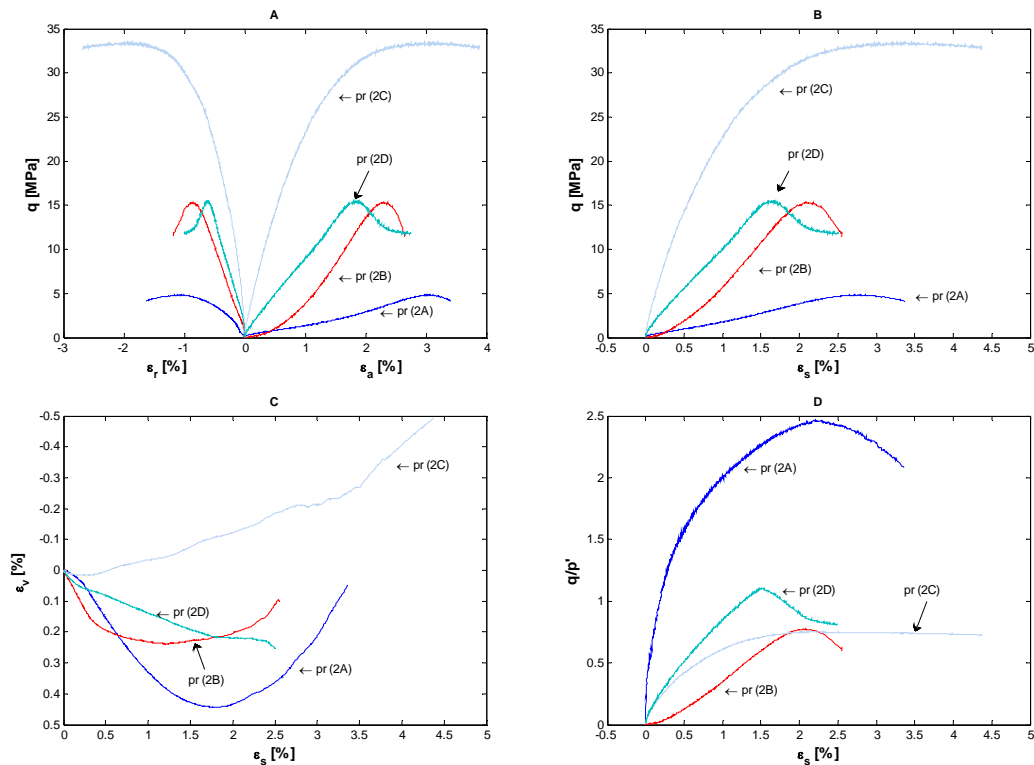 A
B
35
30
25
20
15
10
5
0
q [MPa]
← pr (2C)
pr (2D)
← pr (2B)
← pr (2A)
-3
-2
-1
0
1
2
3
4
εr [%]
εa [%]
35
30
25
20
15
10
5
0
q [MPa]
← pr (2C)
pr (2D)
← pr (2B)
← pr (2A)
-0.5
0
0.5
1
1.5
2
2.5
3
3.5
4
4.5
5
εs [%]
C
D
-0.5
-0.4
-0.3
-0.2
-0.1
0
0.1
0.2
0.3
0.4
0.5
εv [%]
← pr (2C)
pr (2D)
pr (2B)
← pr (2A)
0
0.5
1
1.5
2
2.5
3
3.5
4
4.5
5
εs [%]
2.5
2
1.5
1
0.5
0
q/p'
← pr (2A)
← pr (2D)
pr (2C)
← pr (2B)
-0.5
0
0.5
1
1.5
2
2.5
3
3.5
4
4.5
5
εs [%]